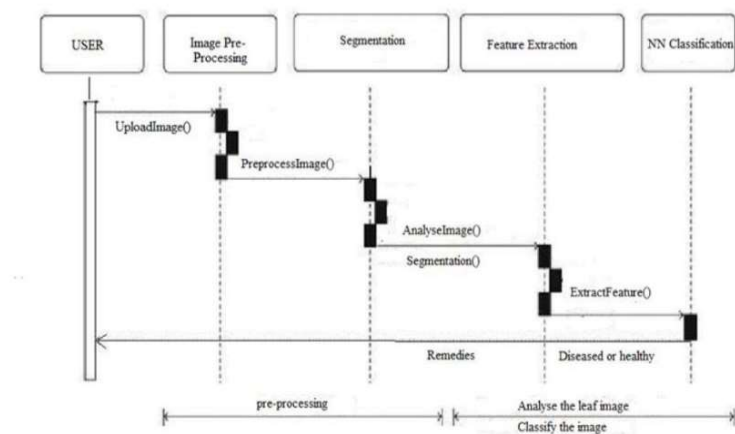 USER
Image Pre-
Processing
Segmentation
Feature Extraction
NN Classification
UploadImage()
PreprocessImage()
AnalyseImage()
Segmentation()
ExtractFeature()
Remedies
Diseased or healthy
pre-processing
Analyse the leaf image
Classify the image